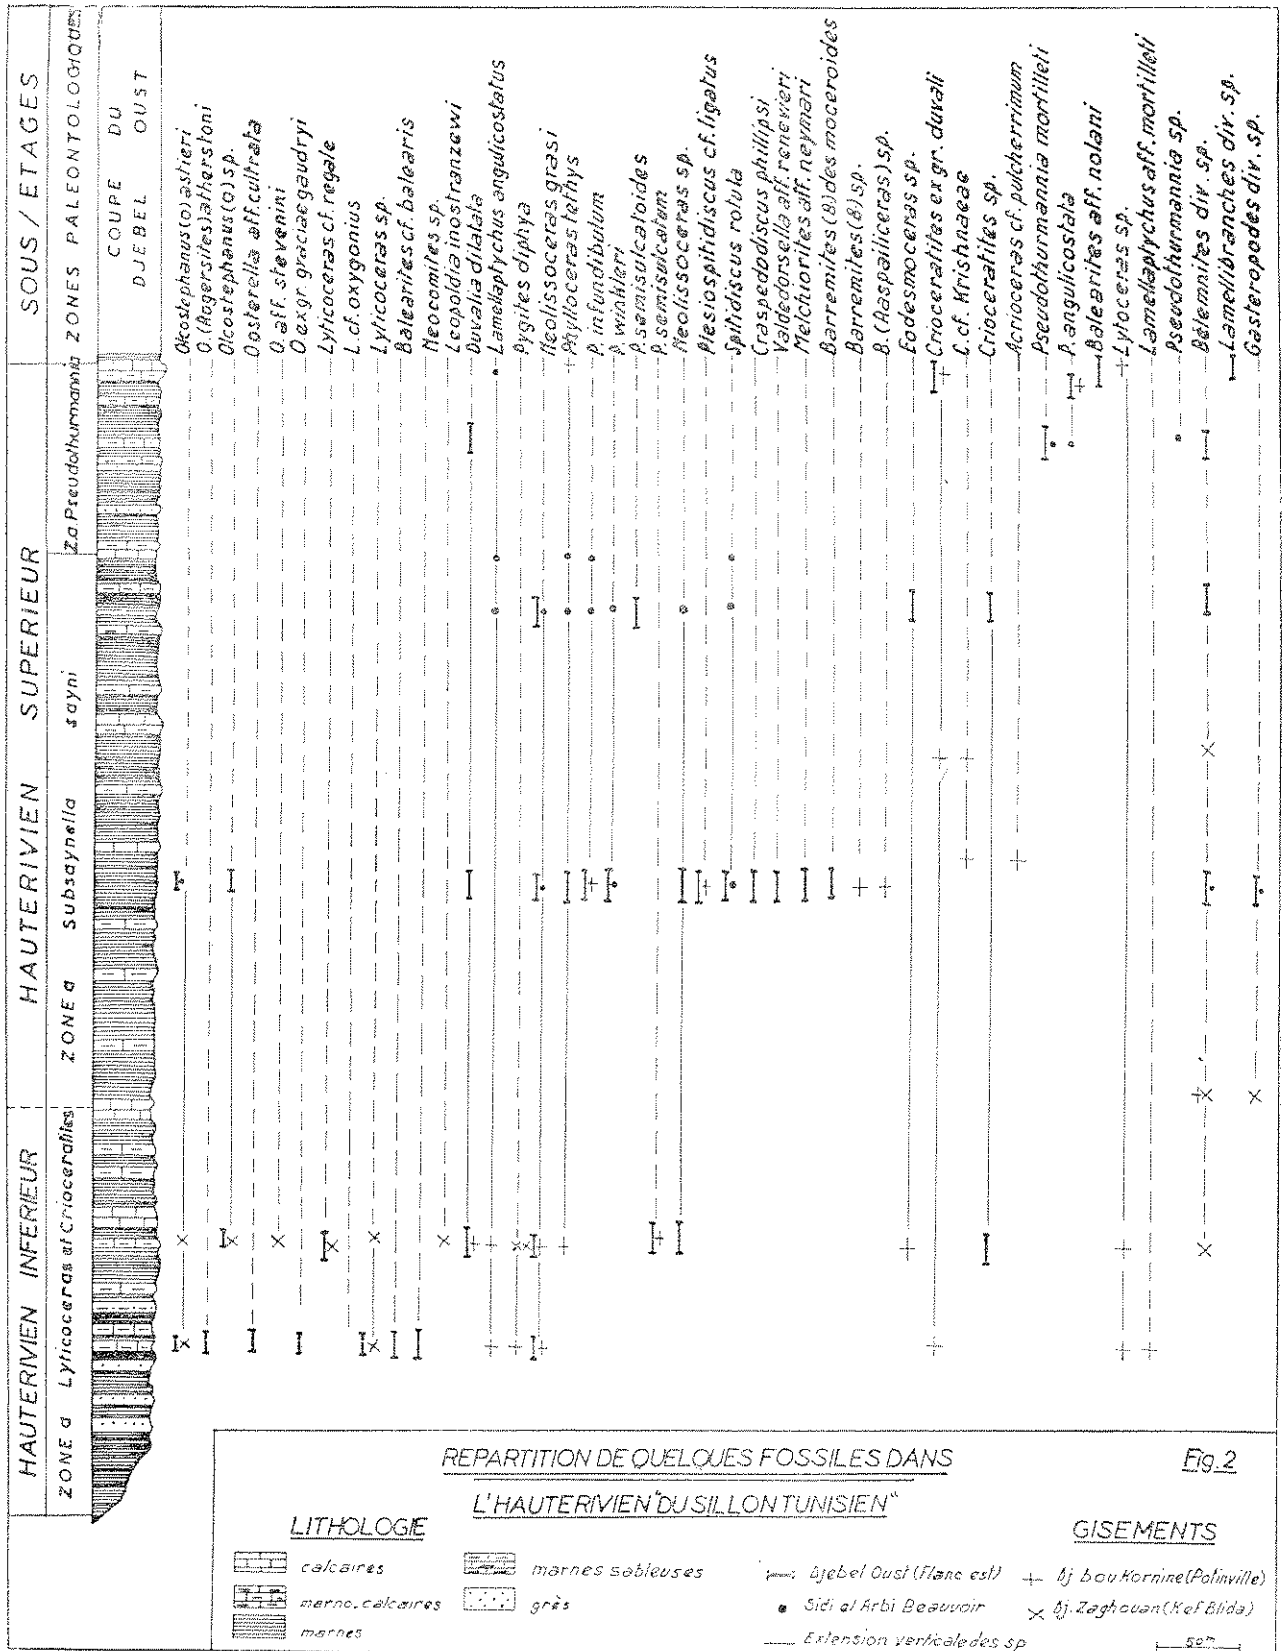 SOUS/ETAGES
ZONES PALEONTOLOGIQUES
COUPE DU
DJEBEL OUST
HAUTERIVIEN SUPERIEUR
HAUTERIVIEN INFERIEUR
Z.a. Pseudothurmannia
ZONE a Subsaynella sayni
ZONE a Lyticoceras et Crioceratites
Olcostephanus (o) astieri
O. (Rogersites) atherstoni
Olcostephanus (o) sp.
Oosterella aff. cultrata
O. aff. stevenini
O. ex gr. graciae gaudryi
Lyticoceras cf. regale
L. cf. oxygonius
Lyticoceras sp.
Balearites cf. balearis
Neocomites sp.
Leopoldia inostranzewi
Duvalia dilatata
Lamellaptychus angulicostatus
Pygites diphya
Neolissoceras grasi
Phylloceras tethys
P. infundibulum
P. winkleri
P. semisulcatoides
P. semisulcatum
Neolissoceras sp.
Plesiospitidiscus cf. ligatus
Spitidiscus rotula
Craspedodiscus phillipsi
Valdedorsella aff. renevieri
Melchiorites aff. neymari
Barremites (B) des moceroides
Barremites (B) sp.
B. (Raspailiceras) sp.
Eodesmoceras sp.
Crioceratites ex gr. duvali
C. cf. Krishnaeae
Crioceratites sp.
Acrioceras cf. pulcherrimum
Pseudothurmannia mortilleti
P. angulicostata
Balearites aff. nolani
Lytoceras sp.
Lamellaptychus aff. mortilleti
Pseudothurmannia sp.
Bélemnites div. sp.
Lamellibranches div. sp.
Gasteropodes div. sp.
REPARTITION DE QUELQUES FOSSILES DANS
L'HAUTERIVIEN "DU SILLON TUNISIEN"
Fig. 2
LITHOLOGIE
calcaires
marno.calcaires
marnes
marnes sableuses
grès
GISEMENTS
Djebel Oust (Flanc est)
Sidi al Arbi Beauvoir
Extension verticale des sp
Dj. bou Kornine (Potinville)
Dj. Zaghouan (Kef Blida)
50m